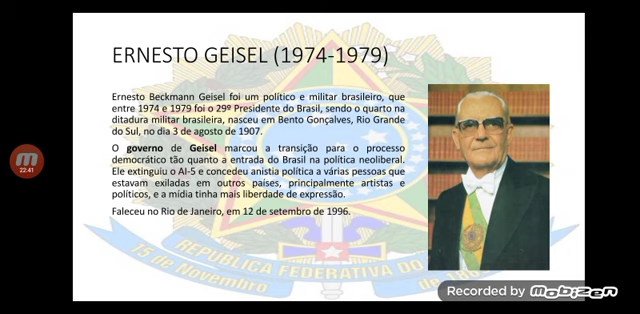 ERNESTO GEISEL (1974-1979)
Ernesto Beckmann Geisel foi um político e militar brasileiro, que
entre 1974 e 1979 foi o 29º Presidente do Brasil, sendo o quarto na
ditadura militar brasileira, nasceu em Bento Gonçalves, Rio Grande
do Sul, no dia 3 de agosto de 1907.
O governo de Geisel marcou a transição para o processo
democrático tão quanto a entrada do Brasil na política neoliberal.
Ele extinguiu o AI-5 e concedeu anistia política a várias pessoas que
estavam exiladas em outros países, principalmente artistas e
políticos, e a mídia tinha mais liberdade de expressão.
Faleceu no Rio de Janeiro, em 12 de setembro de 1996.
22:41
REPÚBLICA FEDERATIVA DO
15 de Novembro
de 18
Recorded by Mobizen